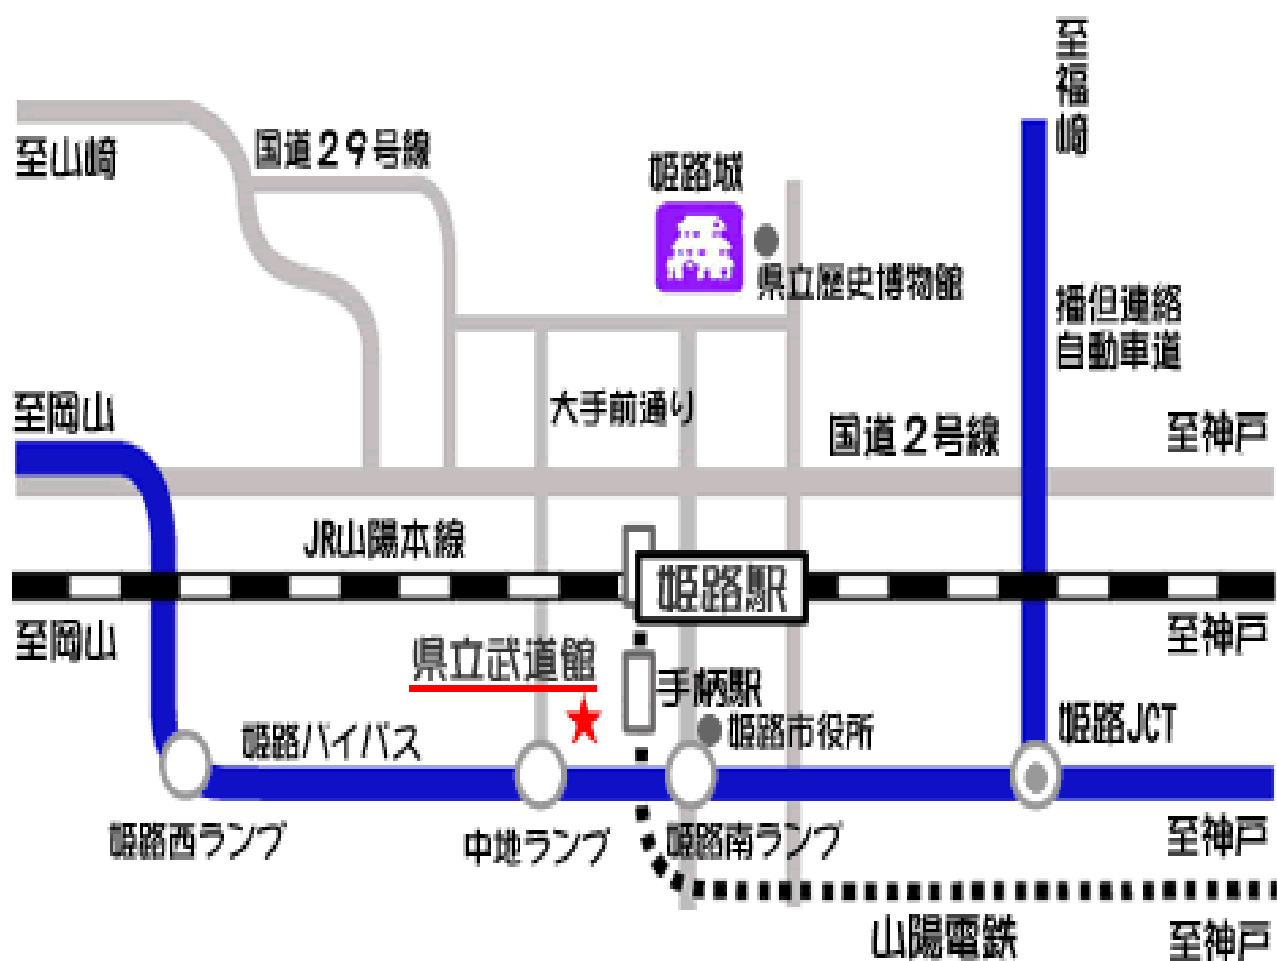 至福崎
国道29号線
至山崎
姫路城
県立歴史博物館
播但連絡
自動車道
至岡山
大手前通り
国道2号線
至神戸
JR山陽本線
姫路駅
至岡山
県立武道館
至神戸
手柄駅
姫路市役所
姫路JCT
姫路バイパス
姫路西ランプ
中地ランプ
姫路南ランプ
至神戸
山陽電鉄
至神戸